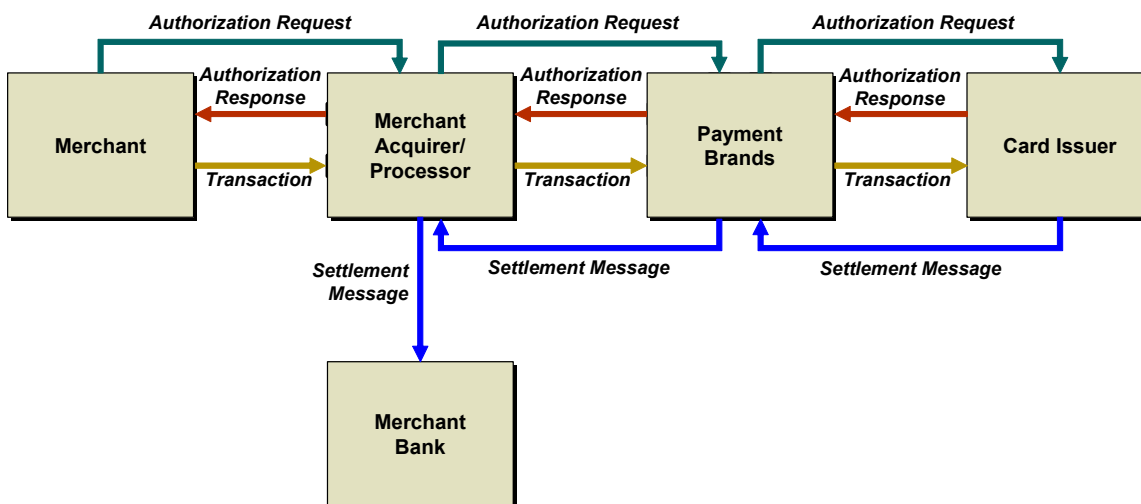 Authorization Request
Authorization Request
Authorization Request
Merchant
Authorization
Response
Transaction
Merchant
Acquirer/
Processor
Authorization
Response
Transaction
Payment
Brands
Authorization
Response
Transaction
Card Issuer
Settlement
Message
Settlement Message
Settlement Message
Merchant
Bank